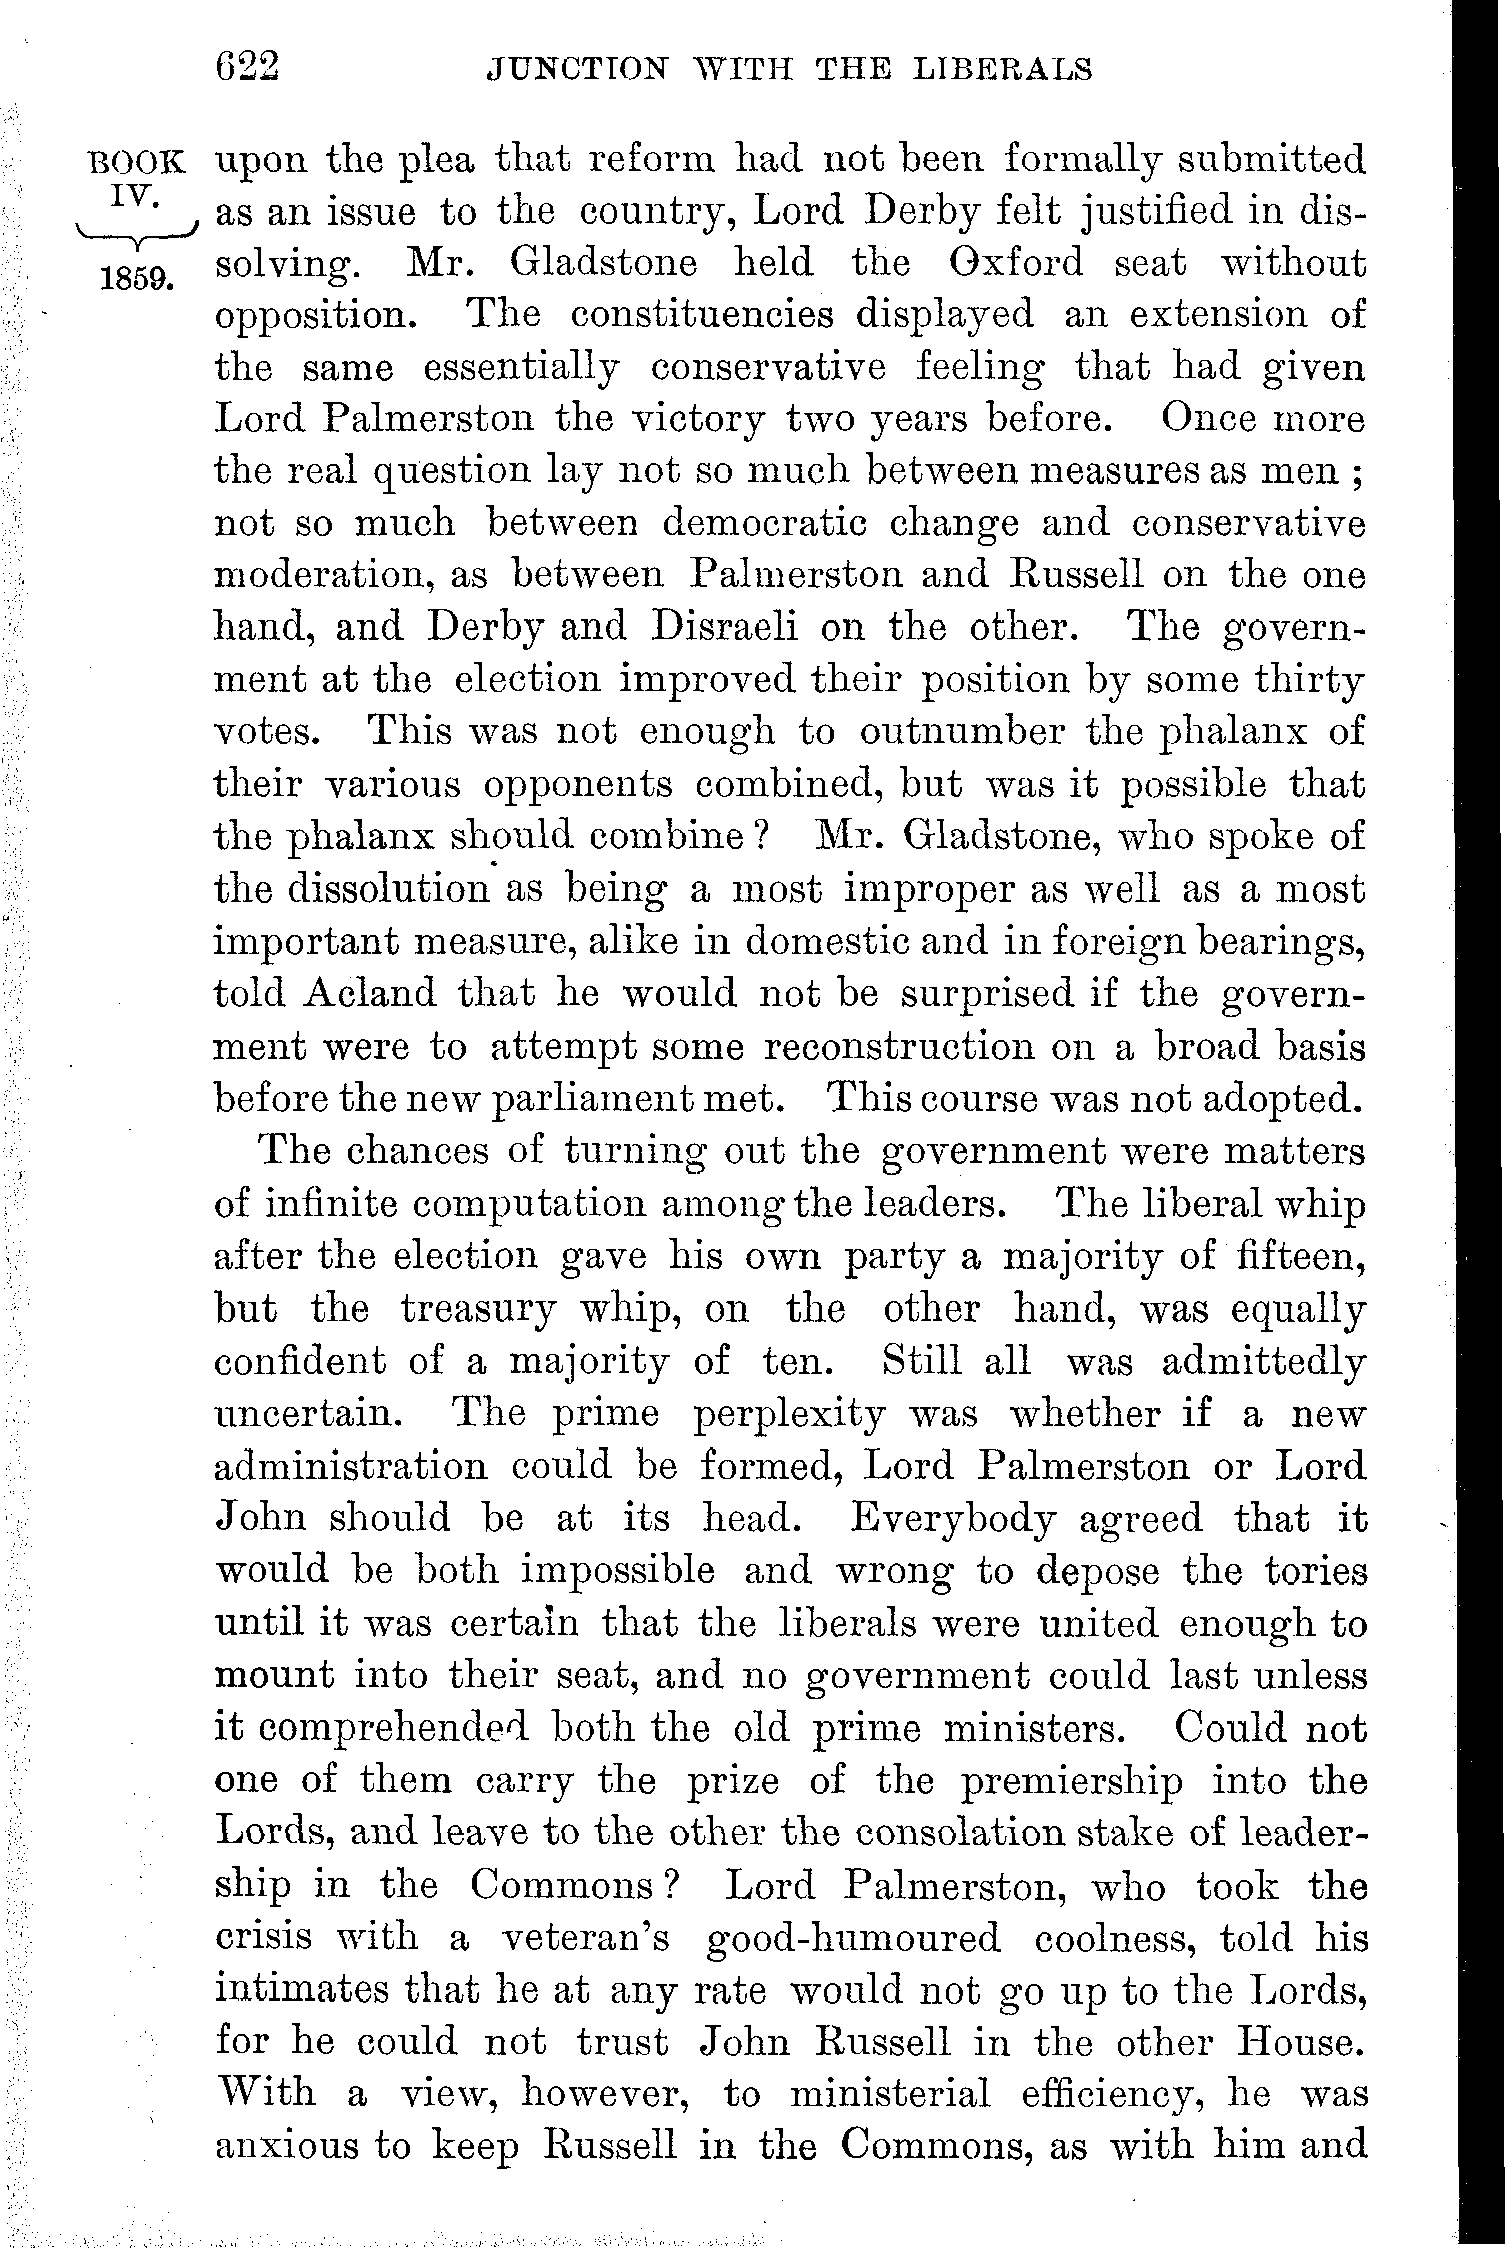 622 JUNCTION WITH THE LIBERALS
BOOK
IV.
1859.
upon the plea that reform had not been formally submitted
as an issue to the country, Lord Derby felt justified in dis-
solving. Mr. Gladstone held the Oxford seat without
opposition. The constituencies displayed an extension of
the same essentially conservative feeling that had given
Lord Palmerston the victory two years before. Once more
the real question lay not so much between measures as men ;
not so much between democratic change and conservative
moderation, as between Palmerston and Russell on the one
hand, and Derby and Disraeli on the other. The govern-
ment at the election improved their position by some thirty
votes. This was not enough to outnumber the phalanx of
their various opponents combined, but was it possible that
the phalanx should combine ? Mr. Gladstone, who spoke of
the dissolution as being a most improper as well as a most
important measure, alike in domestic and in foreign bearings,
told Acland that he would not be surprised if the govern-
ment were to attempt some reconstruction on a broad basis
before the new parliament met. This course was not adopted.
The chances of turning out the government were matters
of infinite computation among the leaders. The liberal whip
after the election gave his own party a majority of fifteen,
but the treasury whip, on the other hand, was equally
confident of a majority of ten. Still all was admittedly
uncertain. The prime perplexity was whether if a new
administration could be formed, Lord Palmerston or Lord
John should be at its head. Everybody agreed that it
would be both impossible and wrong to depose the tories
until it was certain that the liberals were united enough to
mount into their seat, and no government could last unless
it comprehended both the old prime ministers. Could not
one of them carry the prize of the premiership into the
Lords, and leave to the other the consolation stake of leader-
ship in the Commons ? Lord Palmerston, who took the
crisis with a veteran's good-humoured coolness, told his
intimates that he at any rate would not go up to the Lords,
for he could not trust John Russell in the other House.
With a view, however, to ministerial efficiency, he was
anxious to keep Russell in the Commons, as with him and